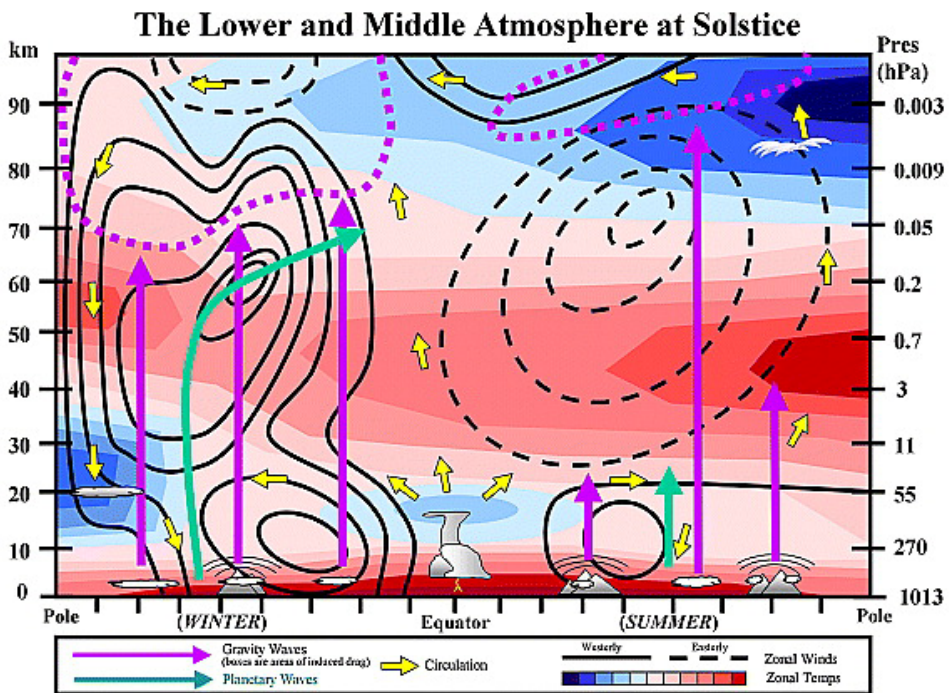 The Lower and Middle Atmosphere at Solstice
km
Pres
(hPa)
90
0.003
80
0.009
70
0.05
60
0.2
50
0.7
40
3
30
11
20
55
10
270
0
1013
Pole
(WINTER)
Equator
(SUMMER)
Pole
Gravity Waves
(boxes are areas of induced drag)
Planetary Waves
Circulation
Westerly
Easterly
Zonal Winds
Zonal Temps